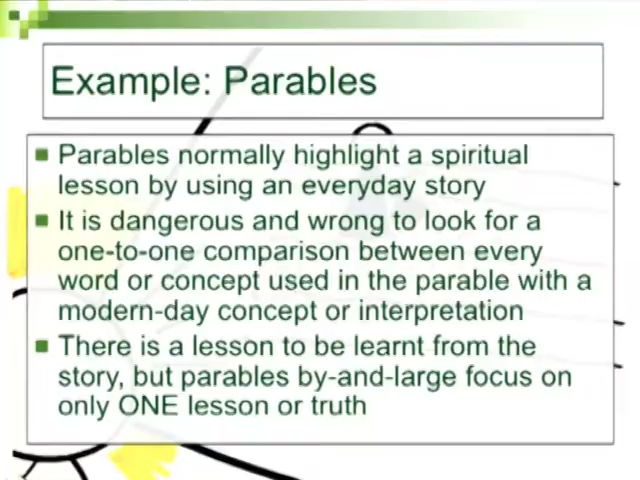 Example: Parables
Parables normally highlight a spiritual
lesson by using an everyday story
It is dangerous and wrong to look for a
one-to-one comparison between every
word or concept used in the parable with a
modern-day concept or interpretation
There is a lesson to be learnt from the
story, but parables by-and-large focus on
only ONE lesson or truth